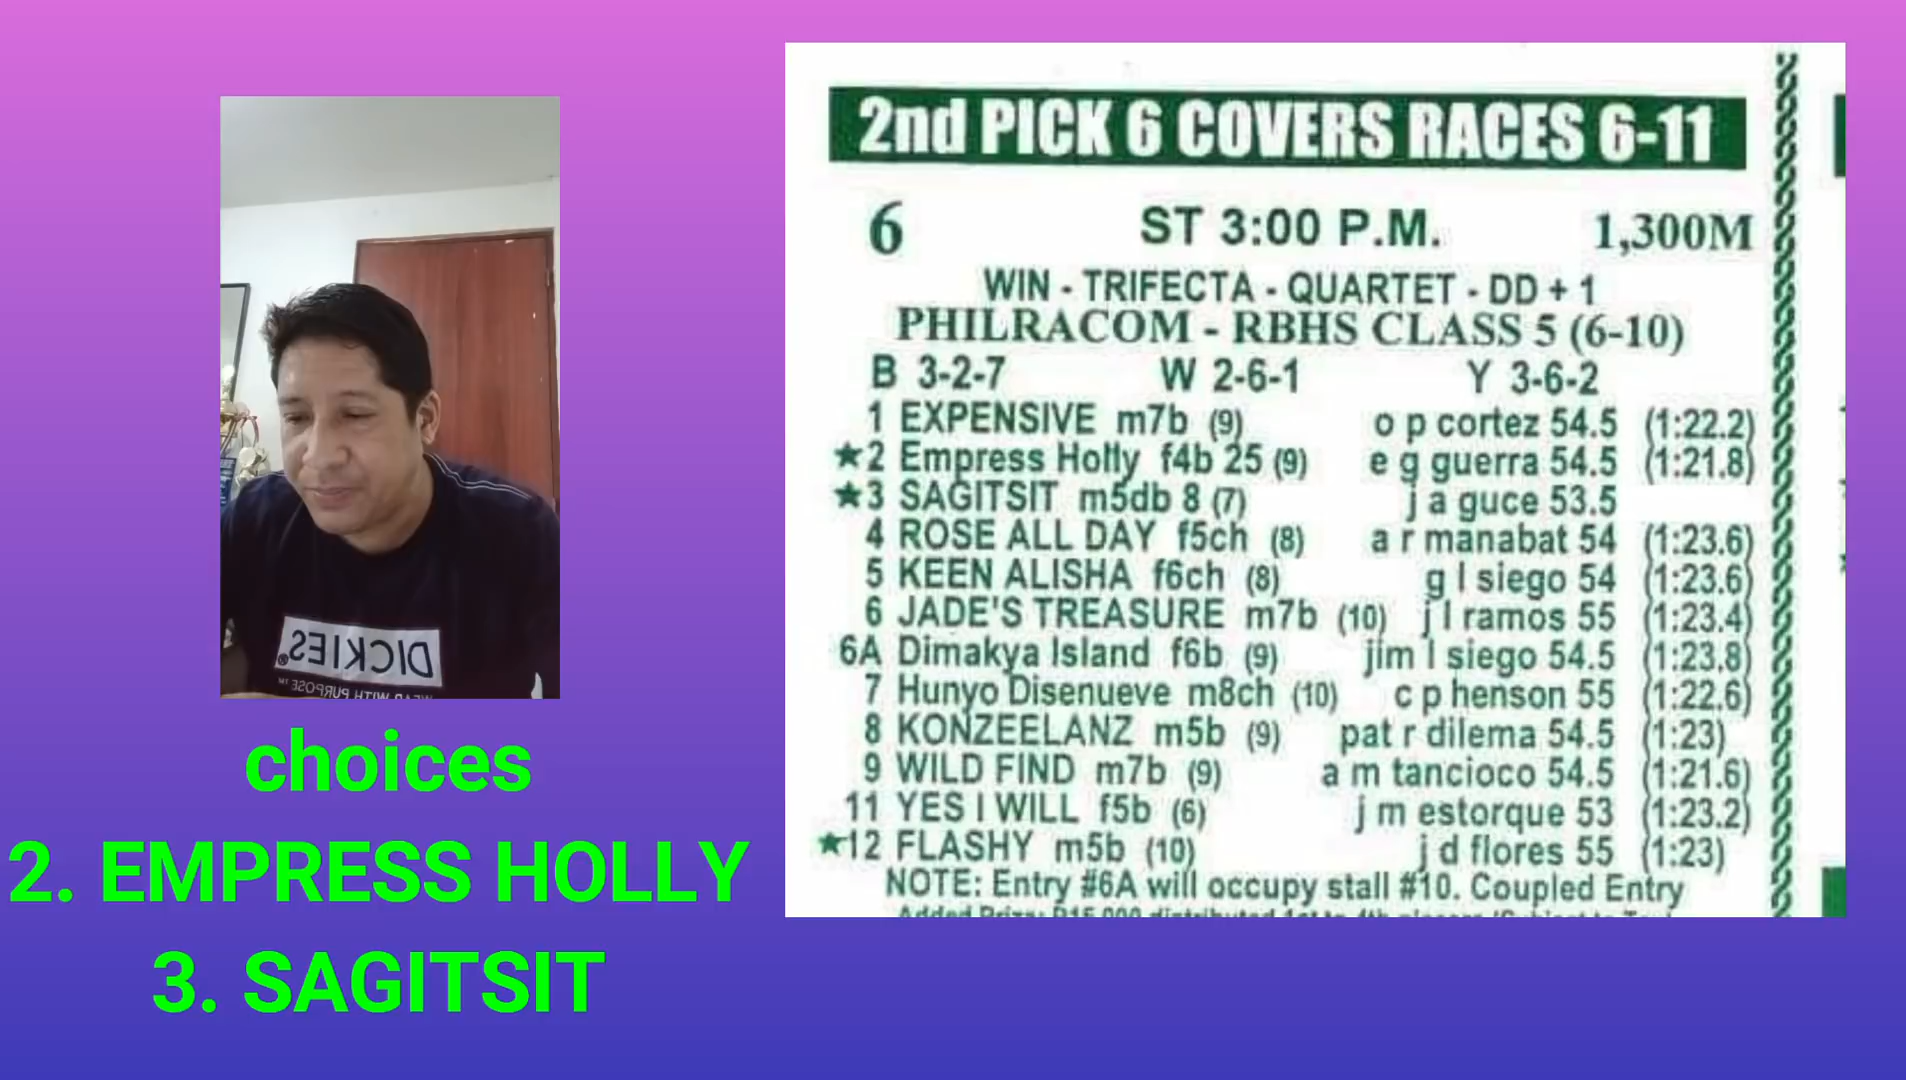 DICKIES®
WEAR WITH PURPOSE™
choices
2. EMPRESS HOLLY
3. SAGITSIT
2nd PICK 6 COVERS RACES 6-11
6 ST 3:00 P.M. 1,300M
WIN - TRIFECTA - QUARTET - DD + 1
PHILRACOM - RBHS CLASS 5 (6-10)
B 3-2-7 W 2-6-1 Y 3-6-2
1 EXPENSIVE m7b (9) o p cortez 54.5 (1:22.2)
★2 Empress Holly f4b 25 (9) e g guerra 54.5 (1:21.8)
★3 SAGITSIT m5db 8 (7) j a guce 53.5
4 ROSE ALL DAY f5ch (8) a r manabat 54 (1:23.6)
5 KEEN ALISHA f6ch (8) g l siego 54 (1:23.6)
6 JADE'S TREASURE m7b (10) j l ramos 55 (1:23.4)
6A Dimakya Island f6b (9) jim l siego 54.5 (1:23.8)
7 Hunyo Disenueve m8ch (10) c p henson 55 (1:22.6)
8 KONZEELANZ m5b (9) pat r dilema 54.5 (1:23)
9 WILD FIND m7b (9) a m tancioco 54.5 (1:21.6)
11 YES I WILL f5b (6) j m estorque 53 (1:23.2)
★12 FLASHY m5b (10) j d flores 55 (1:23)
NOTE: Entry #6A will occupy stall #10. Coupled Entry